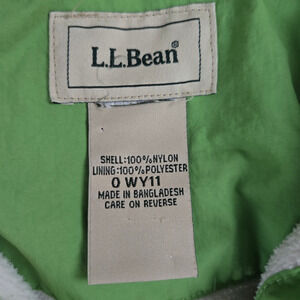 L.L.Bean®
SHELL:100%NYLON
LINING:100%POLYESTER
0 WY11
MADE IN BANGLADESH
CARE ON REVERSE